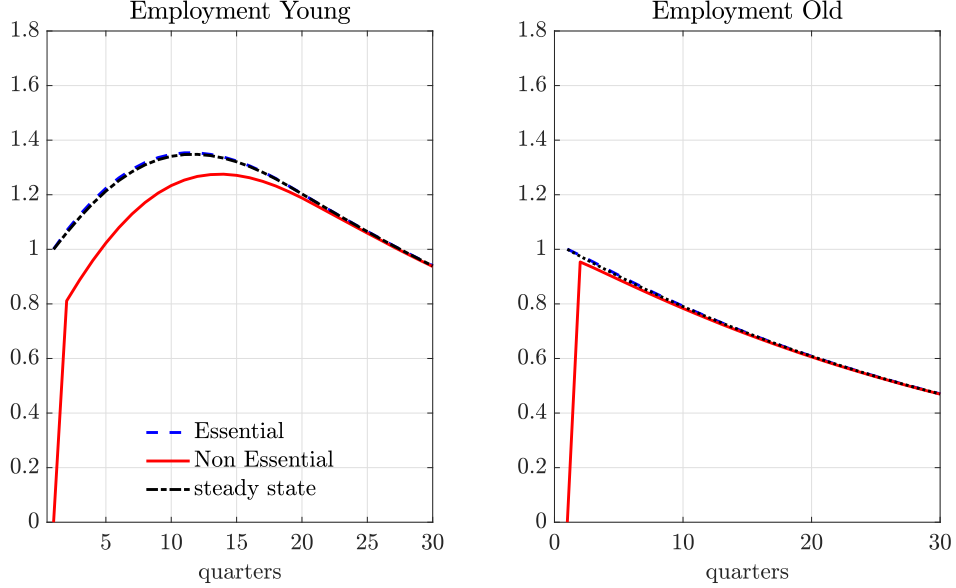 Employment Young
1.8
1.6
1.4
1.2
1
0.8
0.6
0.4
0.2
0
Essential
Non Essential
steady state
5 10 15 20 25 30
quarters
Employment Old
1.8
1.6
1.4
1.2
1
0.8
0.6
0.4
0.2
0
0 10 20 30
quarters